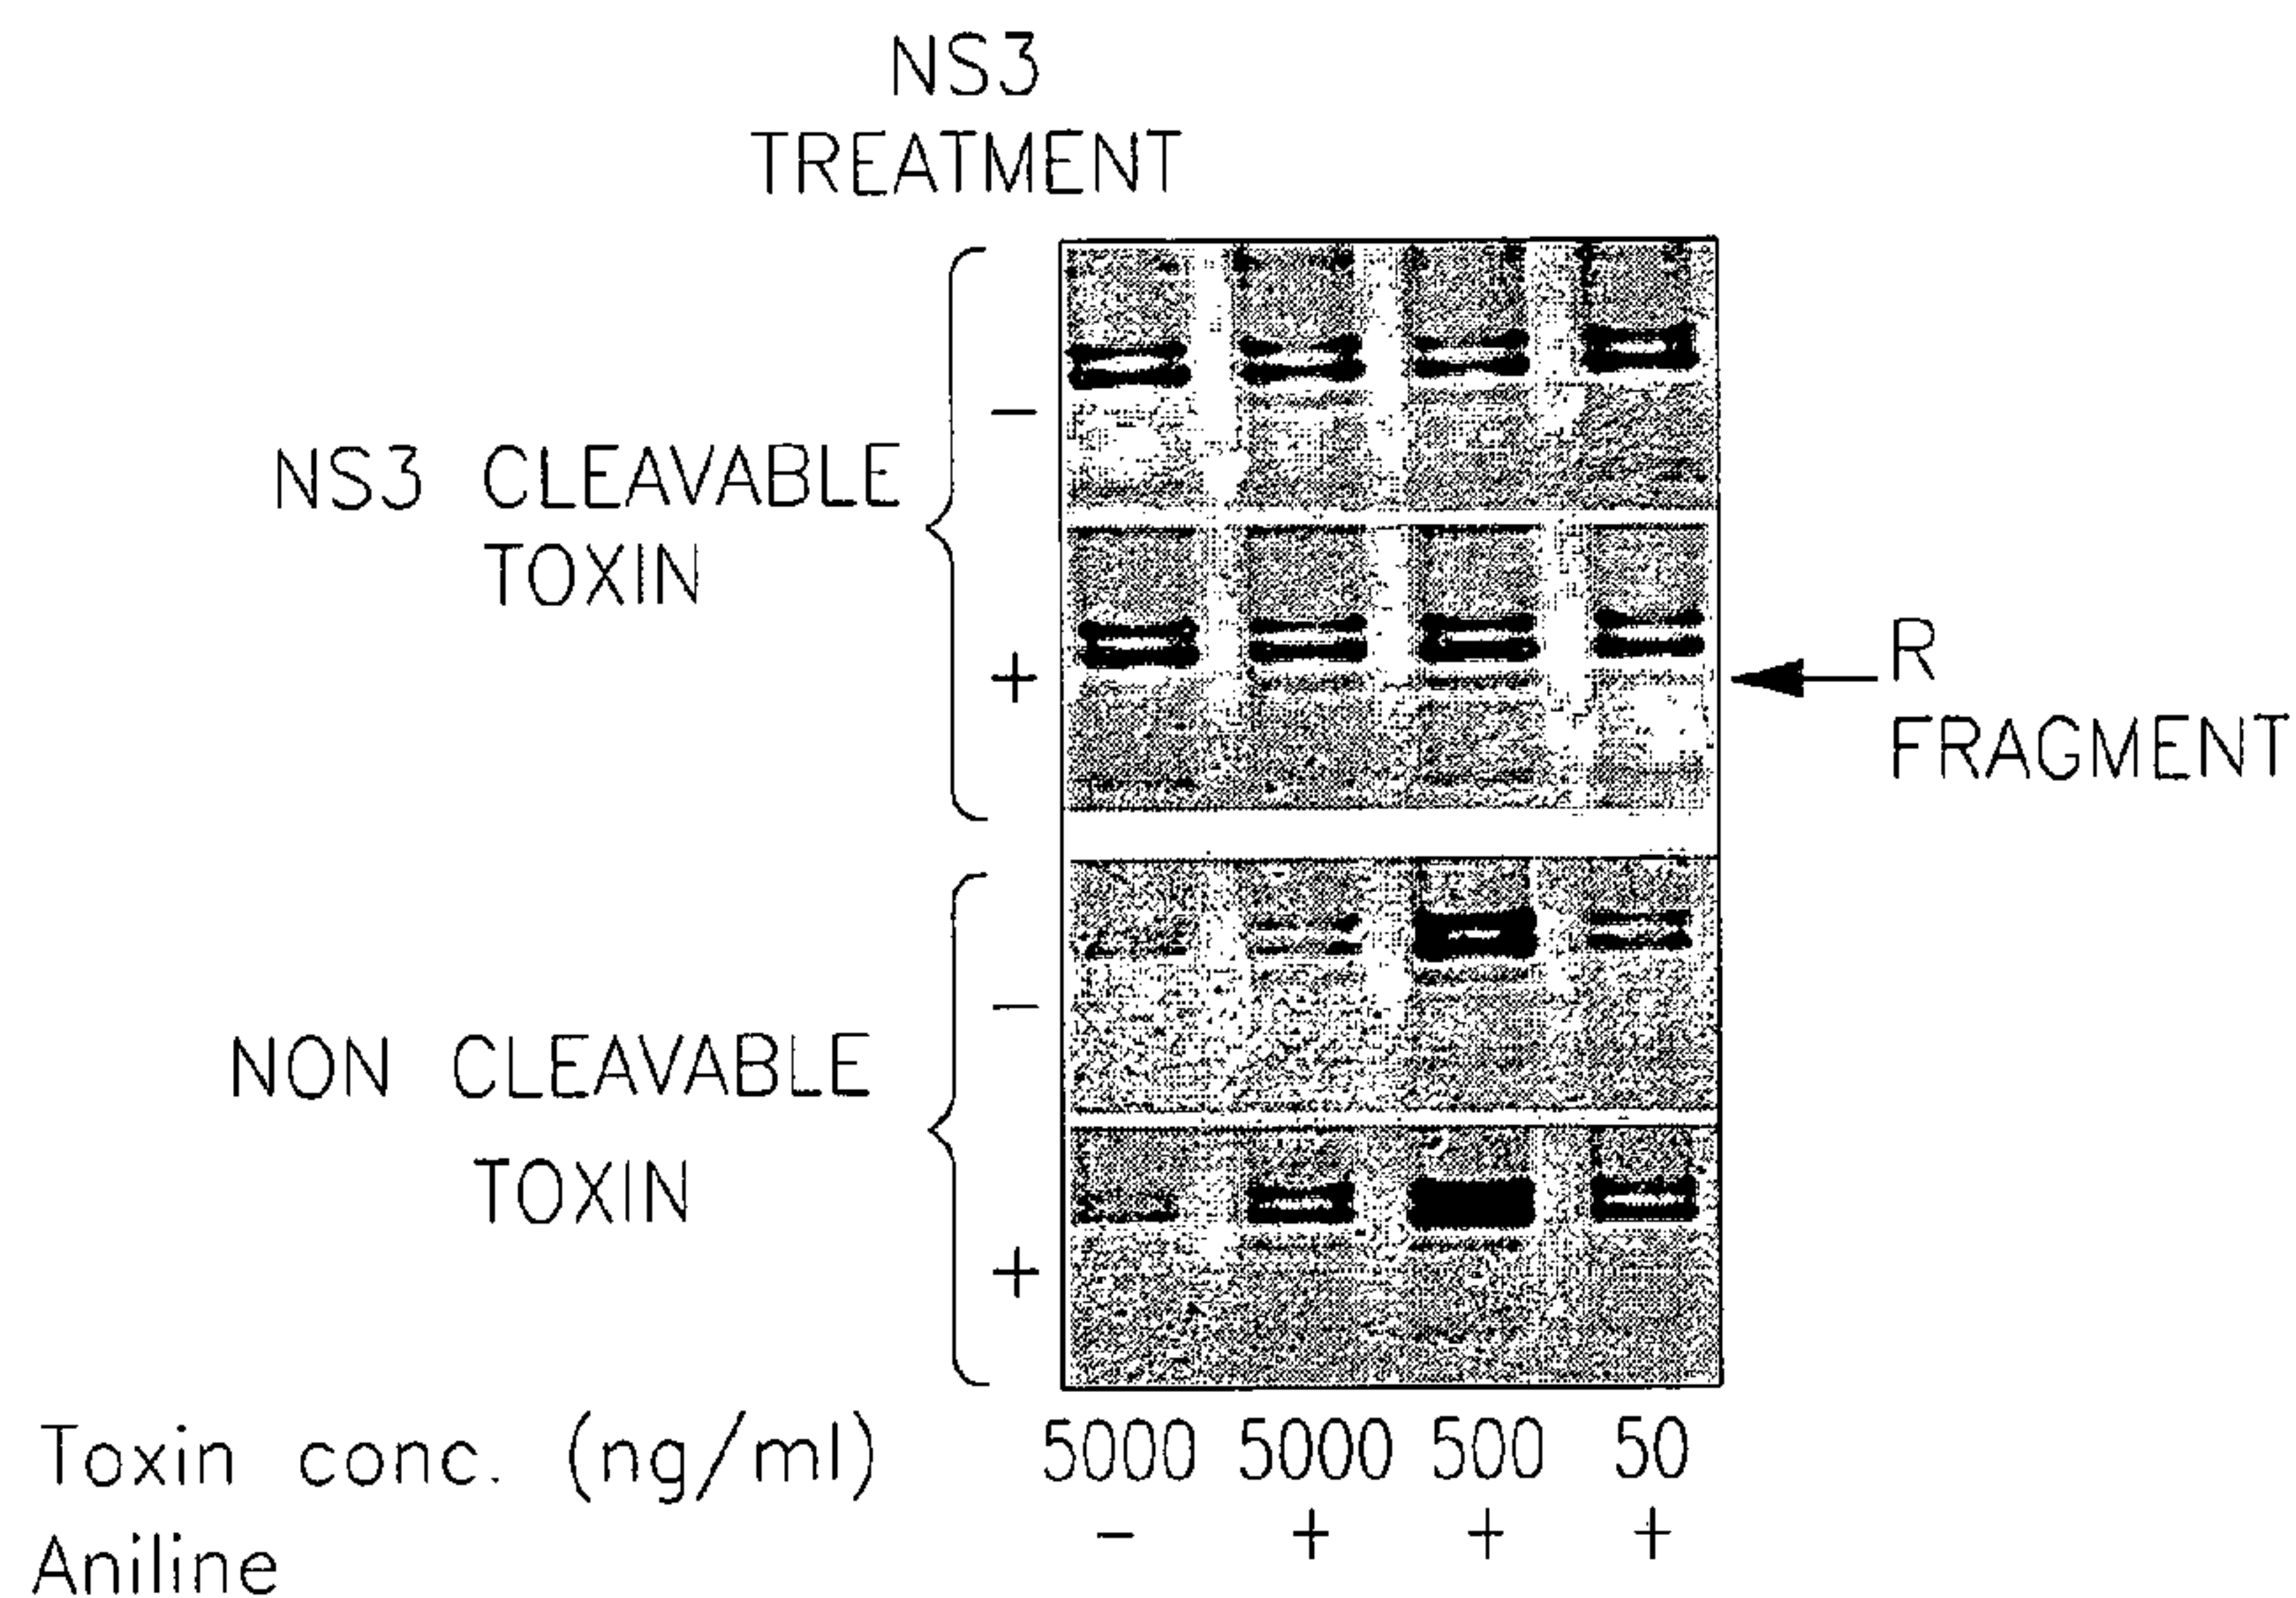 NS3
TREATMENT
NS3 CLEAVABLE
TOXIN
−
+
R
FRAGMENT
NON CLEAVABLE
TOXIN
−
+
Toxin conc. (ng/ml) 5000 5000 500 50
Aniline − + + +